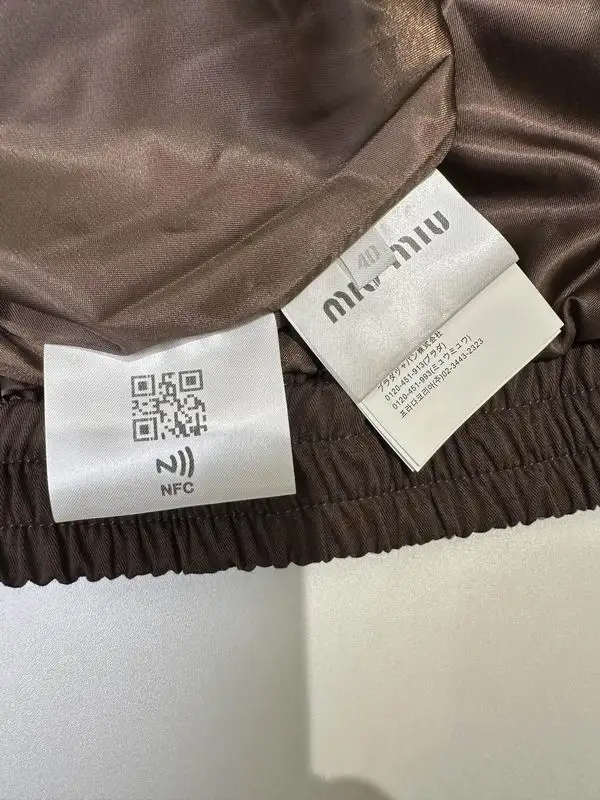 NFC
miu miu
40
プラダジャパン株式会社
0120-451-913(プラダ)
0120-451-993(ミュウミュウ)
프라다코리아(주)02-3443-2323